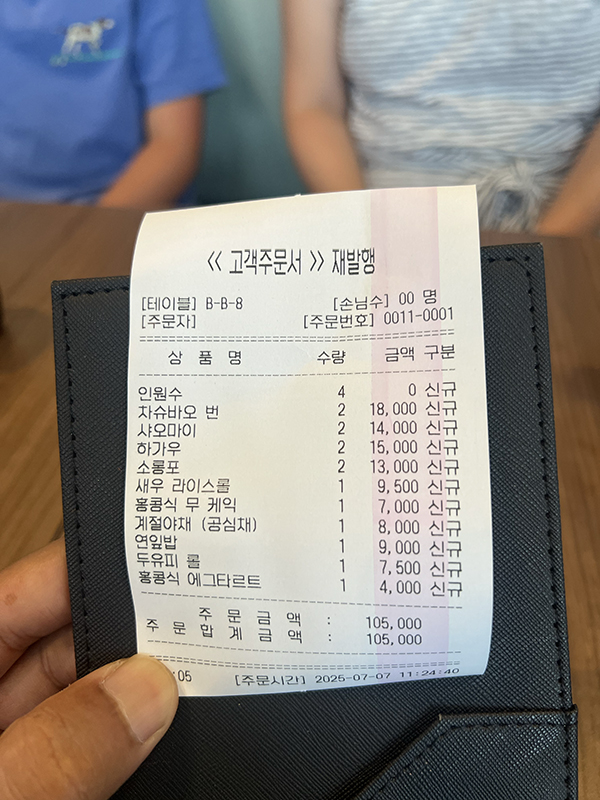 << 고객주문서 >> 재발행
[테이블] B-B-8 [손님수] 00 명
[주문자] [주문번호] 0011-0001
상 품 명 수량 금액 구분
인원수 4 0 신규
차슈바오 번 2 18,000 신규
샤오마이 2 14,000 신규
하가우 2 15,000 신규
소롱포 2 13,000 신규
새우 라이스롤 1 9,500 신규
홍콩식 무 케익 1 7,000 신규
계절야채 (공심채) 1 8,000 신규
연잎밥 1 9,000 신규
두유피 롤 1 7,500 신규
홍콩식 에그타르트 1 4,000 신규
주 문 금 액 : 105,000
주 문 합 계 금 액 : 105,000
:05 [주문시간] 2025-07-07 11:24:40